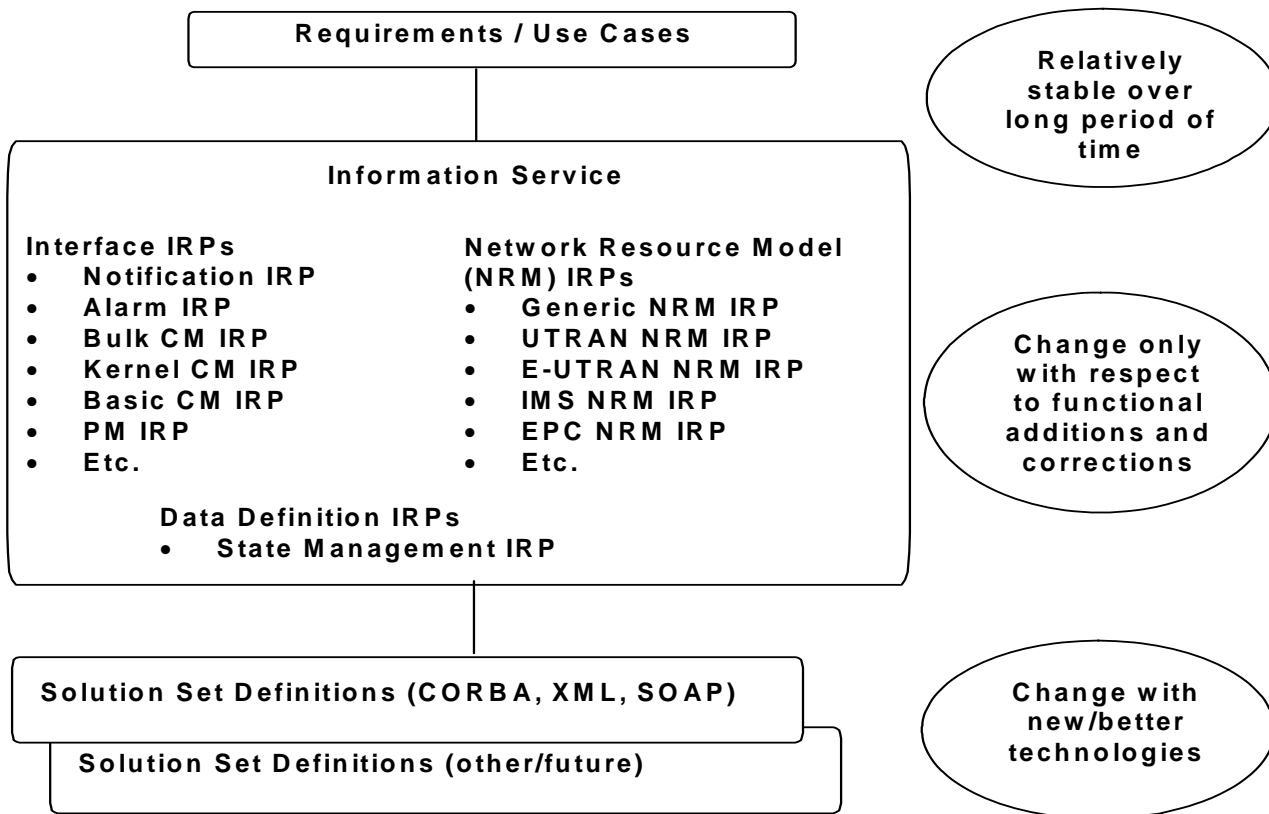 Requirements / Use Cases
Relatively
stable over
long period of
time
Information Service
Interface IRPs
• Notification IRP
• Alarm IRP
• Bulk CM IRP
• Kernel CM IRP
• Basic CM IRP
• PM IRP
• Etc.
Network Resource Model
(NRM) IRPs
• Generic NRM IRP
• UTRAN NRM IRP
• E-UTRAN NRM IRP
• IMS NRM IRP
• EPC NRM IRP
• Etc.
Data Definition IRPs
• State Management IRP
Change only
with respect
to functional
additions and
corrections
Solution Set Definitions (CORBA, XML, SOAP)
Solution Set Definitions (other/future)
Change with
new/better
technologies